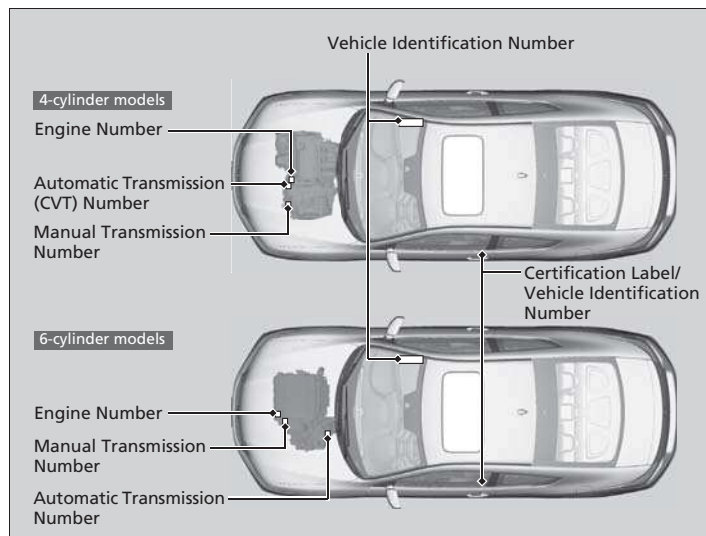 Vehicle Identification Number
4-cylinder models
Engine Number
Automatic Transmission
(CVT) Number
Manual Transmission
Number
Certification Label/
Vehicle Identification
Number
6-cylinder models
Engine Number
Manual Transmission
Number
Automatic Transmission
Number